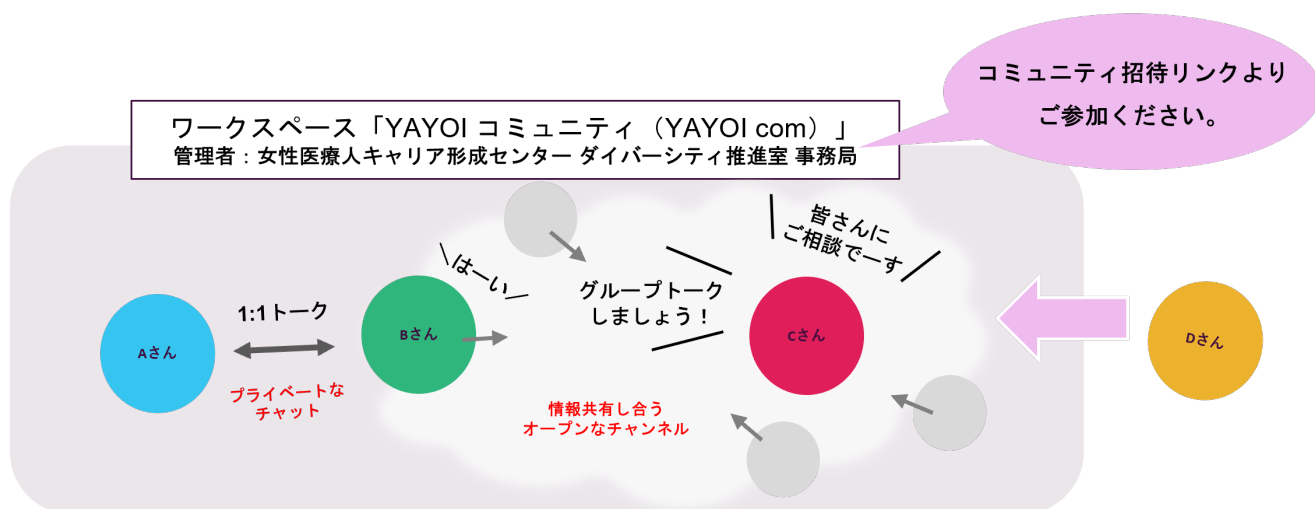 コミュニティ招待リンクより
ご参加ください。
ワークスペース「YAYOI コミュニティ（YAYOI com）」
管理者：女性医療人キャリア形成センター ダイバーシティ推進室 事務局
皆さんに
ご相談でーす
\はーい/
グループトーク
しましょう！
1:1トーク
Aさん
Bさん
Cさん
Dさん
プライベートな
チャット
情報共有し合う
オープンなチャンネル